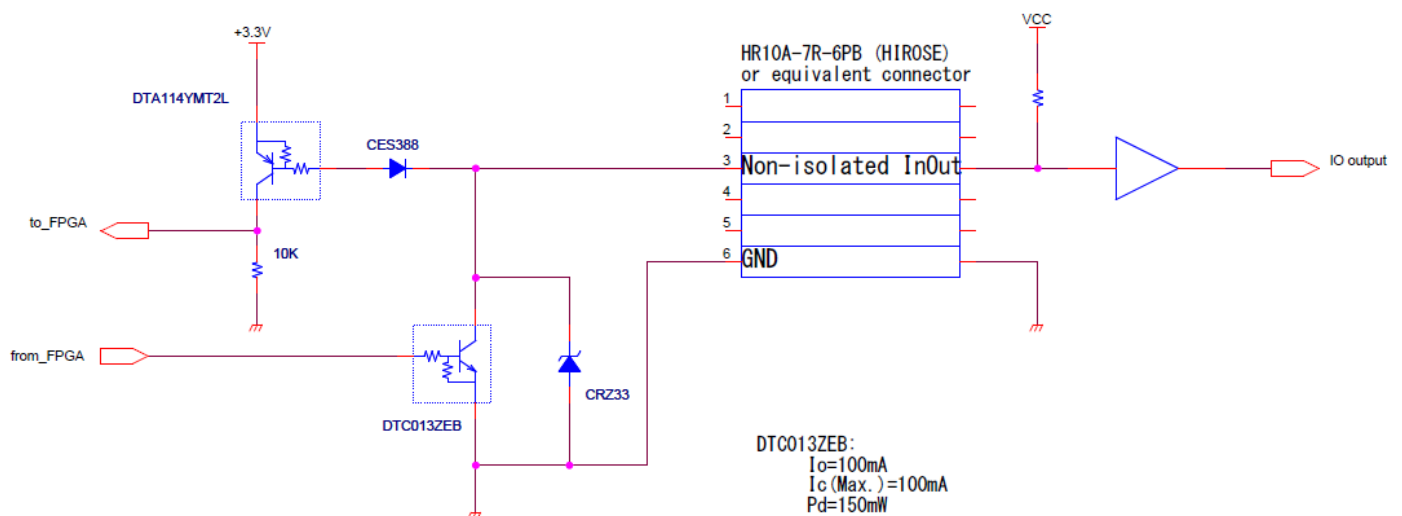 +3.3V
VCC
HR10A-7R-6PB (HIROSE)
or equivalent connector
DTA114YMT2L
1
2
CES388
3 Non-isolated InOut
IO output
4
to_FPGA
5
10K
6 GND
from_FPGA
CRZ33
DTC013ZEB
DTC013ZEB:
Io=100mA
Ic(Max.)=100mA
Pd=150mW